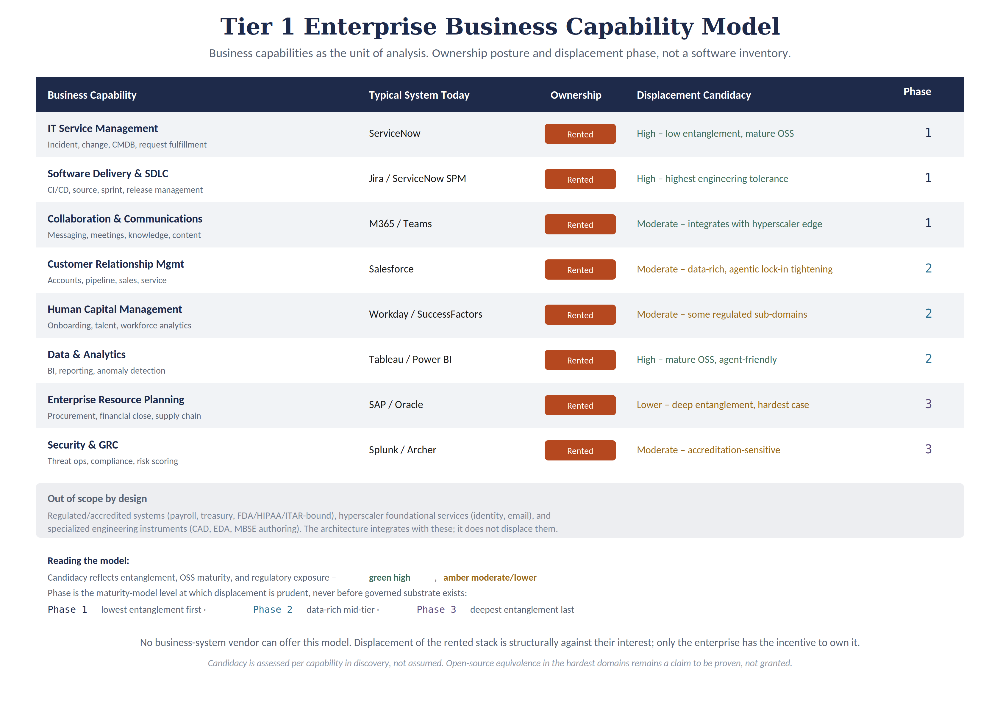 Tier 1 Enterprise Business Capability Model
Business capabilities as the unit of analysis. Ownership posture and displacement phase, not a software inventory.
Business Capability Typical System Today Ownership Displacement Candidacy Phase
IT Service Management
Incident, change, CMDB, request fulfillment
ServiceNow Rented High – low entanglement, mature OSS 1
Software Delivery & SDLC
CI/CD, source, sprint, release management
Jira / ServiceNow SPM Rented High – highest engineering tolerance 1
Collaboration & Communications
Messaging, meetings, knowledge, content
M365 / Teams Rented Moderate – integrates with hyperscaler edge 1
Customer Relationship Mgmt
Accounts, pipeline, sales, service
Salesforce Rented Moderate – data-rich, agentic lock-in tightening 2
Human Capital Management
Onboarding, talent, workforce analytics
Workday / SuccessFactors Rented Moderate – some regulated sub-domains 2
Data & Analytics
BI, reporting, anomaly detection
Tableau / Power BI Rented High – mature OSS, agent-friendly 2
Enterprise Resource Planning
Procurement, financial close, supply chain
SAP / Oracle Rented Lower – deep entanglement, hardest case 3
Security & GRC
Threat ops, compliance, risk scoring
Splunk / Archer Rented Moderate – accreditation-sensitive 3
Out of scope by design
Regulated/accredited systems (payroll, treasury, FDA/HIPAA/ITAR-bound), hyperscaler foundational services (identity, email), and
specialized engineering instruments (CAD, EDA, MBSE authoring). The architecture integrates with these; it does not displace them.
Reading the model:
Candidacy reflects entanglement, OSS maturity, and regulatory exposure – green high , amber moderate/lower
Phase is the maturity-model level at which displacement is prudent, never before governed substrate exists:
Phase 1 lowest entanglement first · Phase 2 data-rich mid-tier · Phase 3 deepest entanglement last
No business-system vendor can offer this model. Displacement of the rented stack is structurally against their interest; only the enterprise has the incentive to own it.
Candidacy is assessed per capability in discovery, not assumed. Open-source equivalence in the hardest domains remains a claim to be proven, not granted.